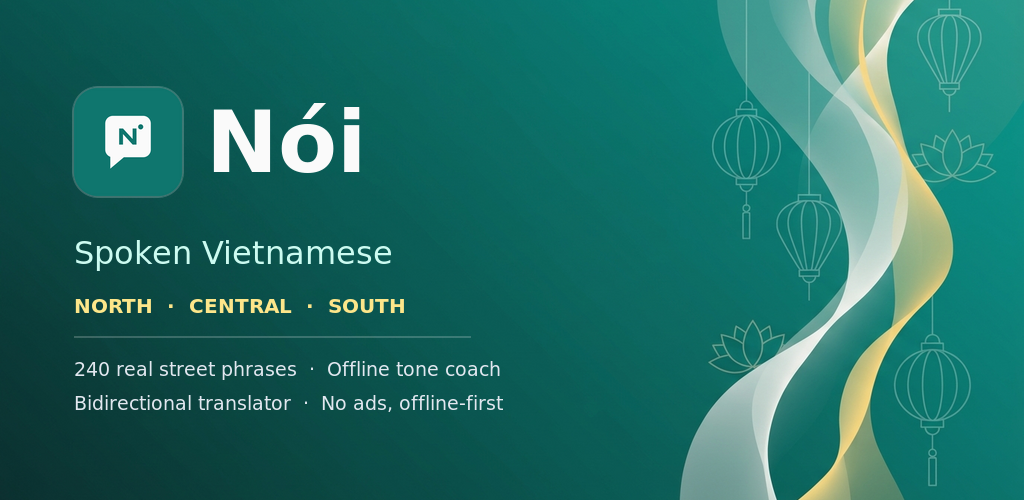 N
Nói
Spoken Vietnamese
NORTH · CENTRAL · SOUTH
240 real street phrases · Offline tone coach
Bidirectional translator · No ads, offline-first